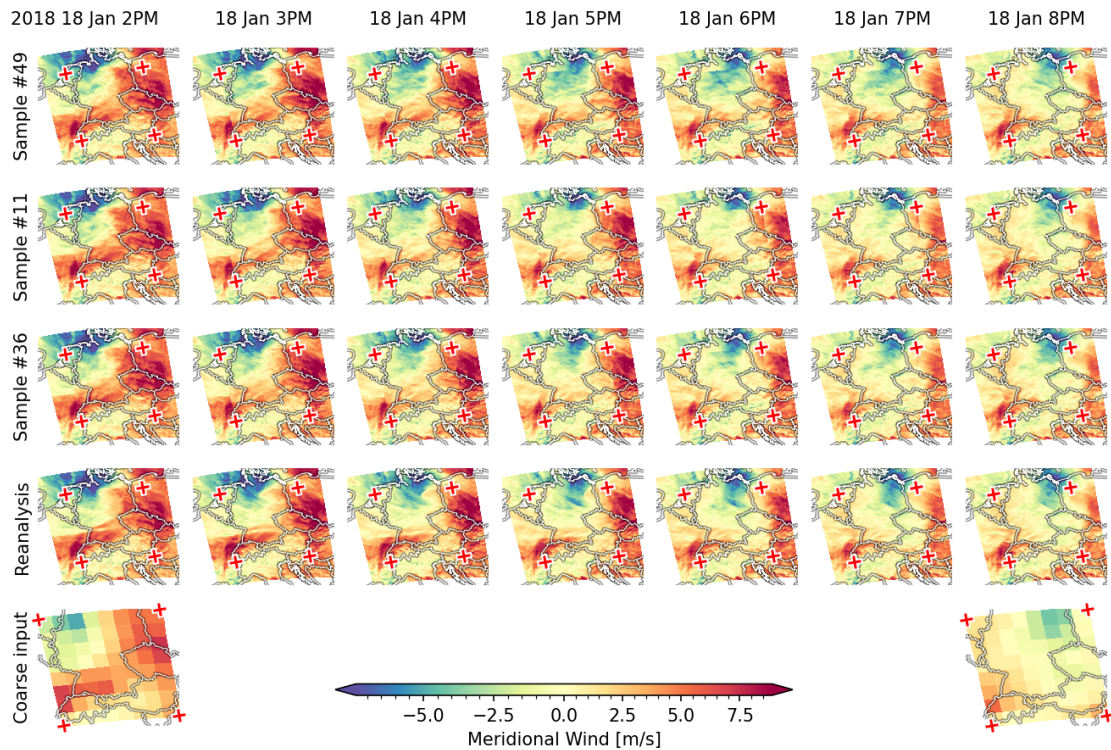 2018 18 Jan 2PM 18 Jan 3PM 18 Jan 4PM 18 Jan 5PM 18 Jan 6PM 18 Jan 7PM 18 Jan 8PM
Sample #49
Sample #11
Sample #36
Reanalysis
Coarse input
−5.0 −2.5 0.0 2.5 5.0 7.5
Meridional Wind [m/s]